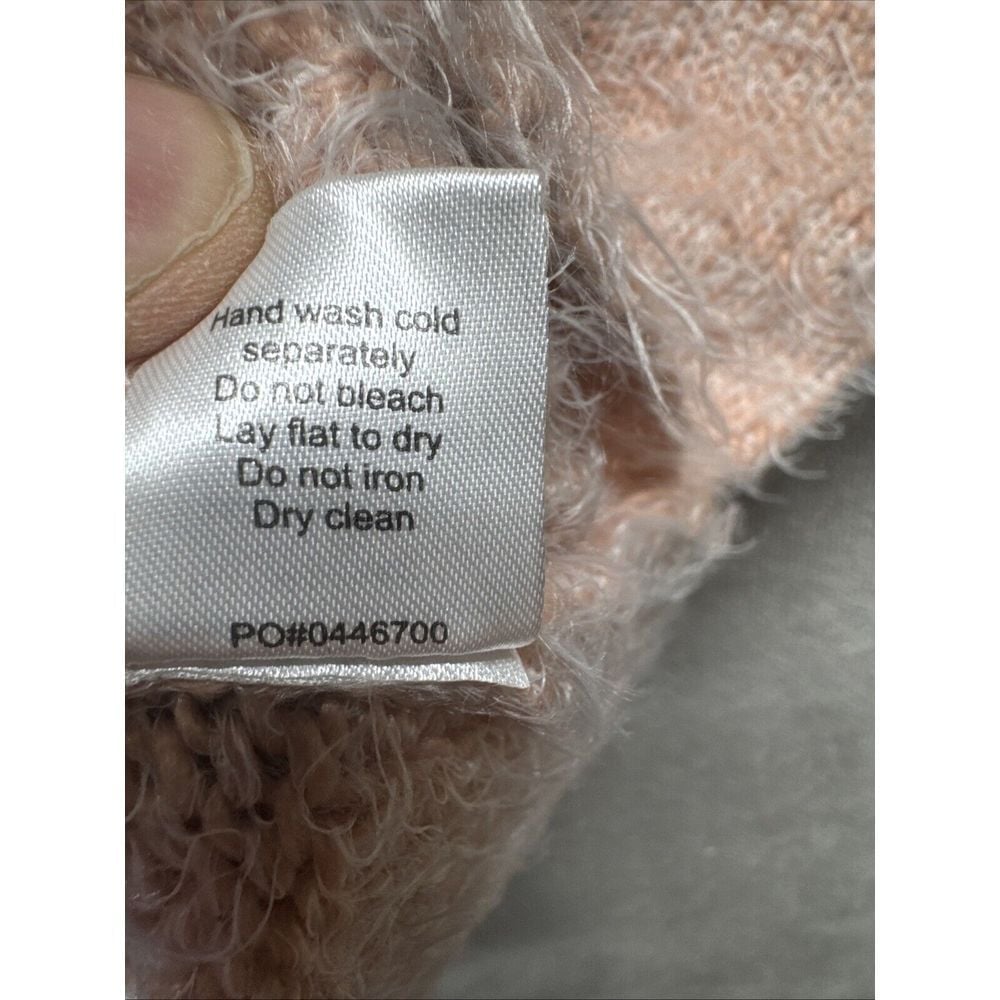 Hand wash cold
separately
Do not bleach
Lay flat to dry
Do not iron
Dry clean
PO#0446700